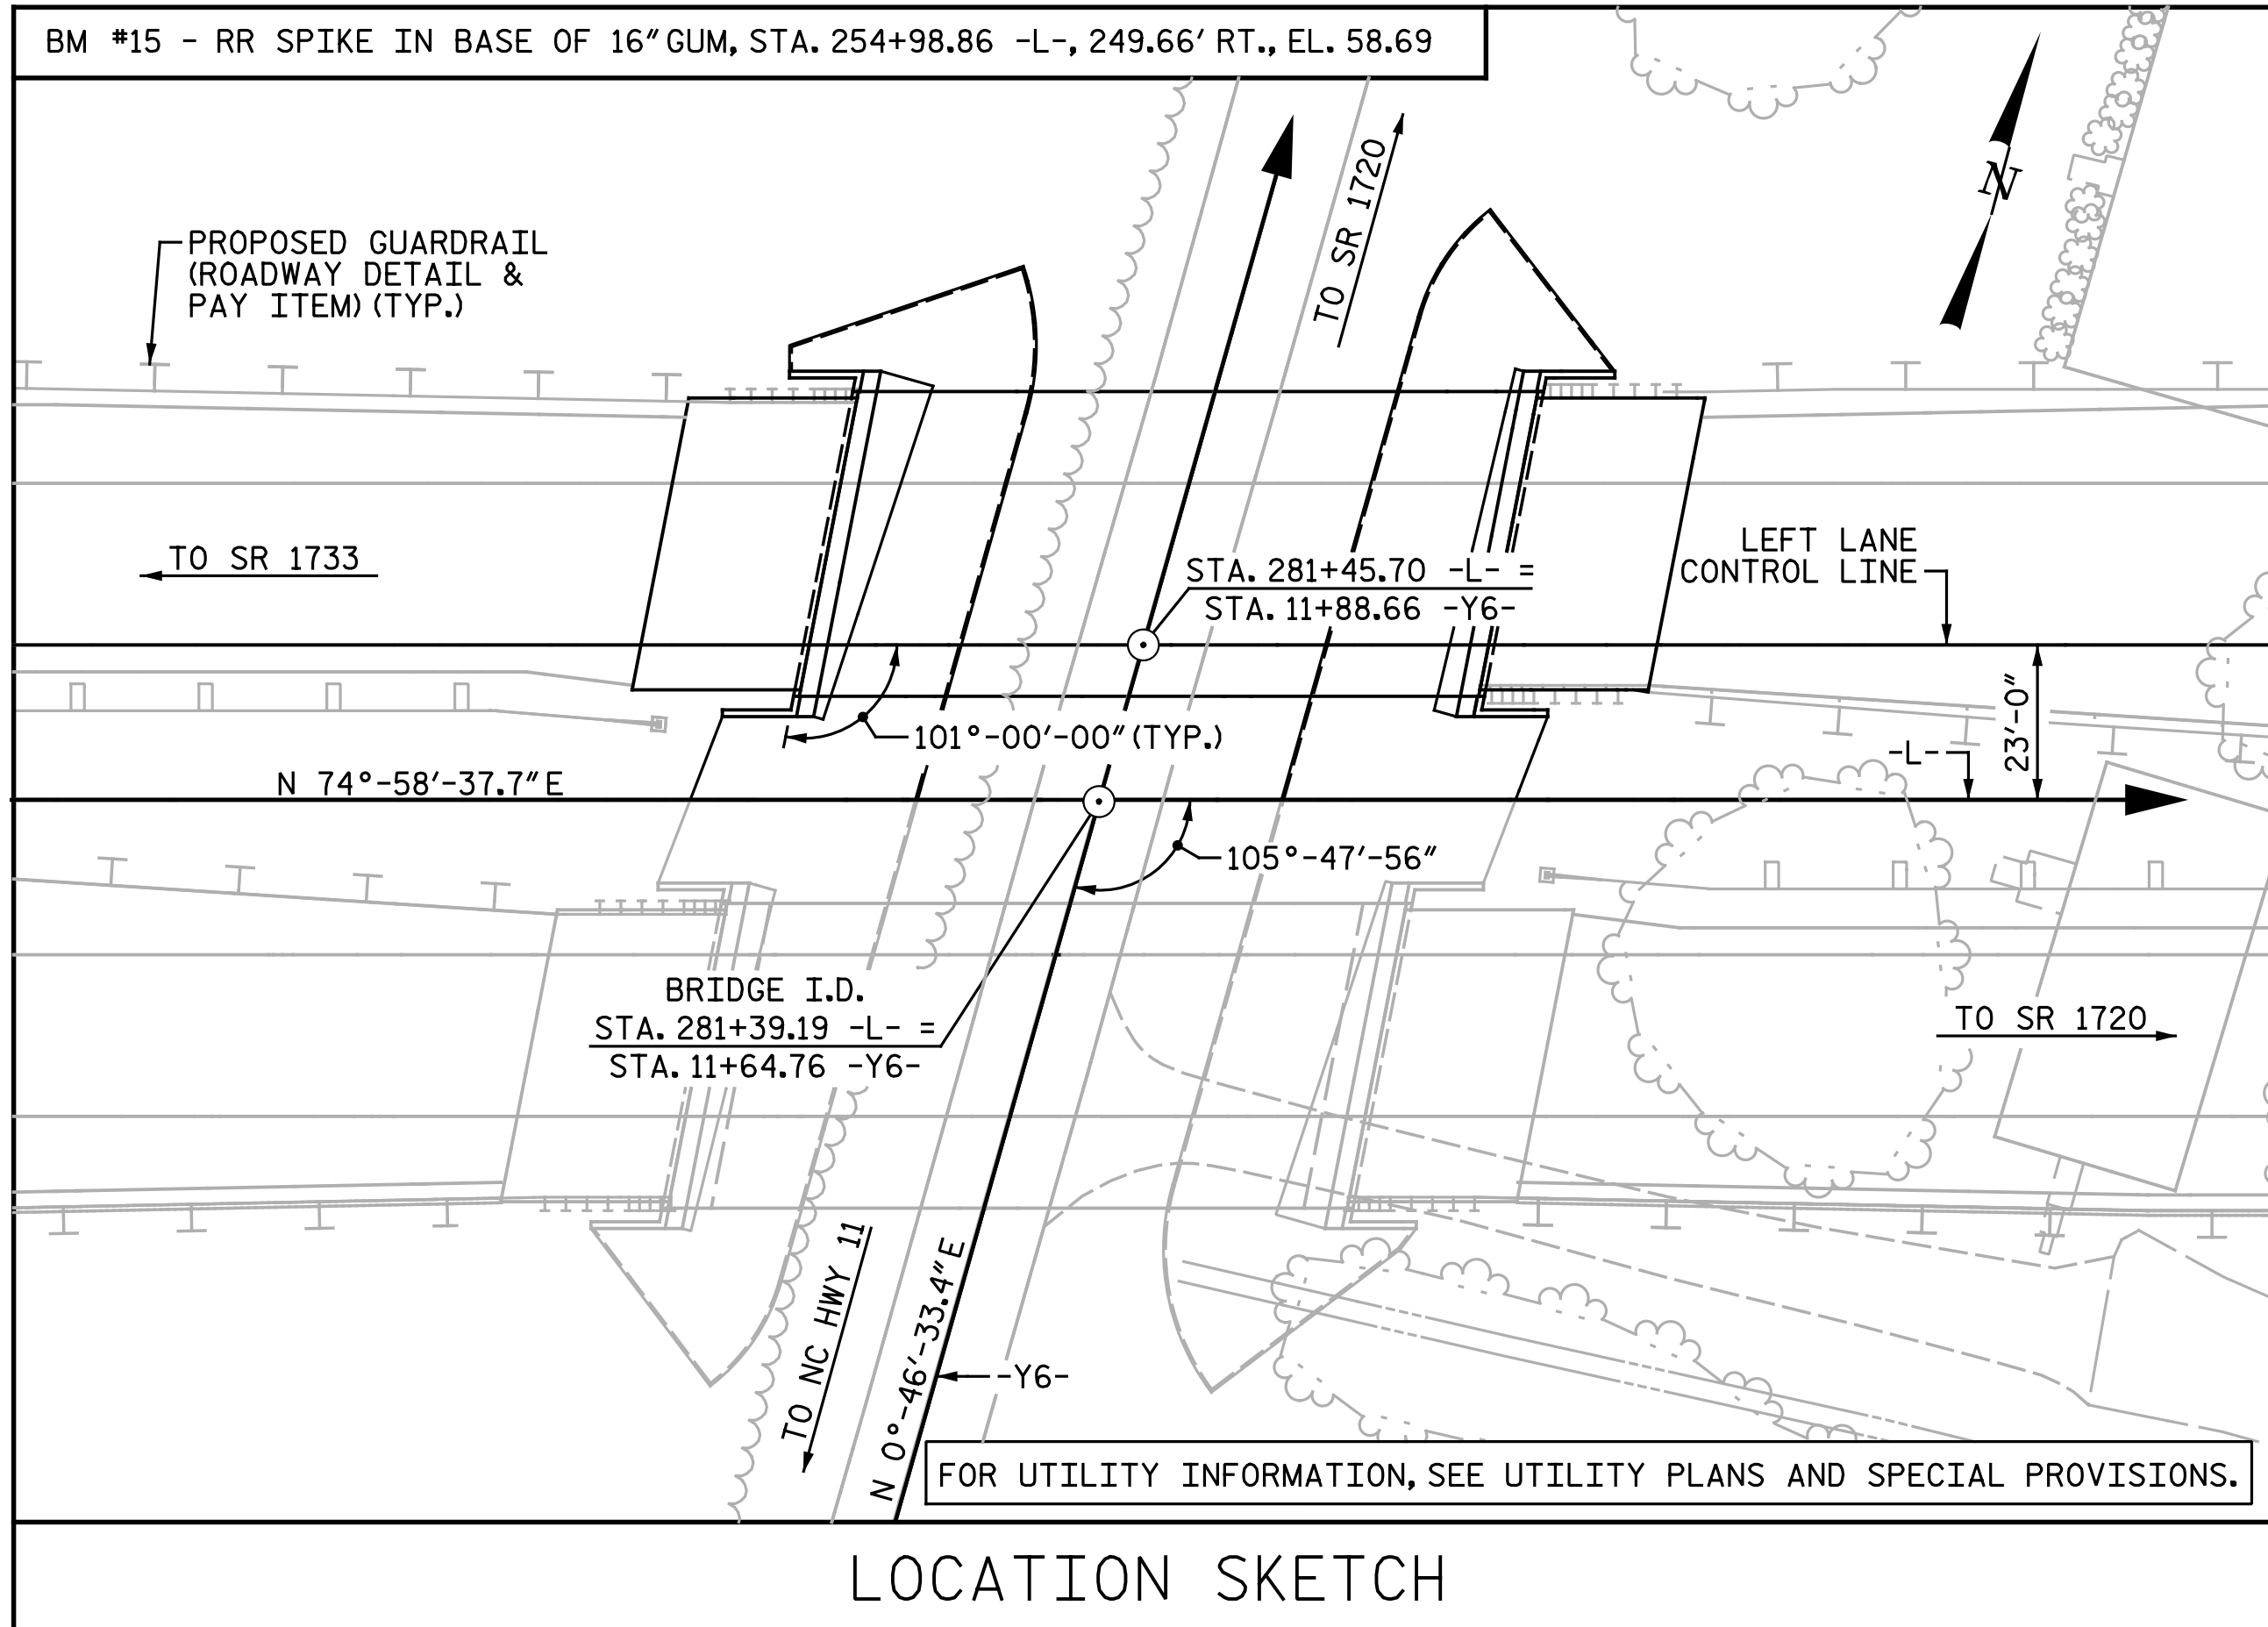 BM #15 - RR SPIKE IN BASE OF 16" GUM, STA. 254+98.86 -L-, 249.66' RT., EL. 58.69
TO SR 1720
N
PROPOSED GUARDRAIL
(ROADWAY DETAIL &
PAY ITEM) (TYP.)
TO SR 1733
STA. 281+45.70 -L- =
STA. 11+88.66 -Y6-
LEFT LANE
CONTROL LINE
23'-0"
101°-00'-00" (TYP.)
-L-
N 74°-58'-37.7" E
105°-47'-56"
BRIDGE I.D.
STA. 281+39.19 -L- =
STA. 11+64.76 -Y6-
TO SR 1720
TO NC HWY 11
N 0°-46'-33.4" E
-Y6-
FOR UTILITY INFORMATION, SEE UTILITY PLANS AND SPECIAL PROVISIONS.
LOCATION SKETCH